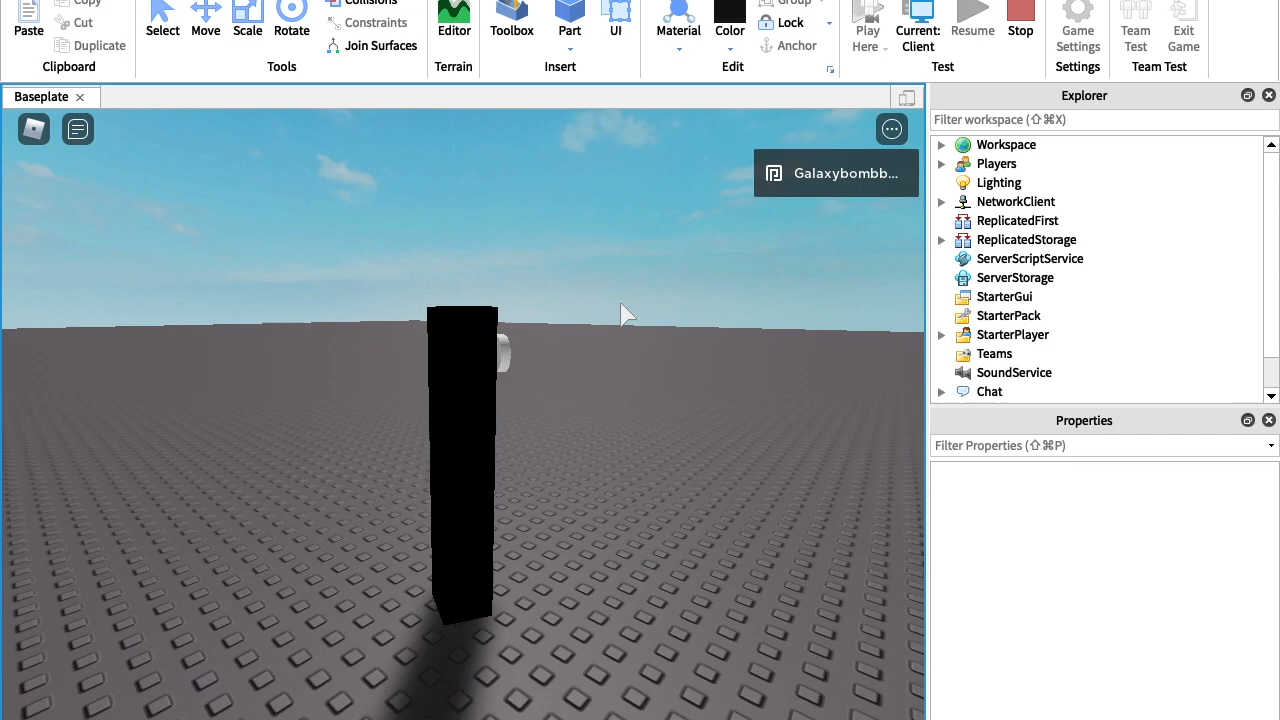 Copy
Collisions
Group
Paste
Cut
Select
Move
Scale
Rotate
Constraints
Editor
Toolbox
Part
UI
Material
Color
Lock
Play
Here
Current:
Client
Resume
Stop
Game
Settings
Team
Test
Exit
Game
Duplicate
Join Surfaces
Anchor
Clipboard
Tools
Terrain
Insert
Edit
Test
Settings
Team Test
Baseplate
Explorer
Filter workspace (⇧⌘X)
Workspace
Players
Galaxybombb...
Lighting
NetworkClient
ReplicatedFirst
ReplicatedStorage
ServerScriptService
ServerStorage
StarterGui
StarterPack
StarterPlayer
Teams
SoundService
Chat
Properties
Filter Properties (⇧⌘P)